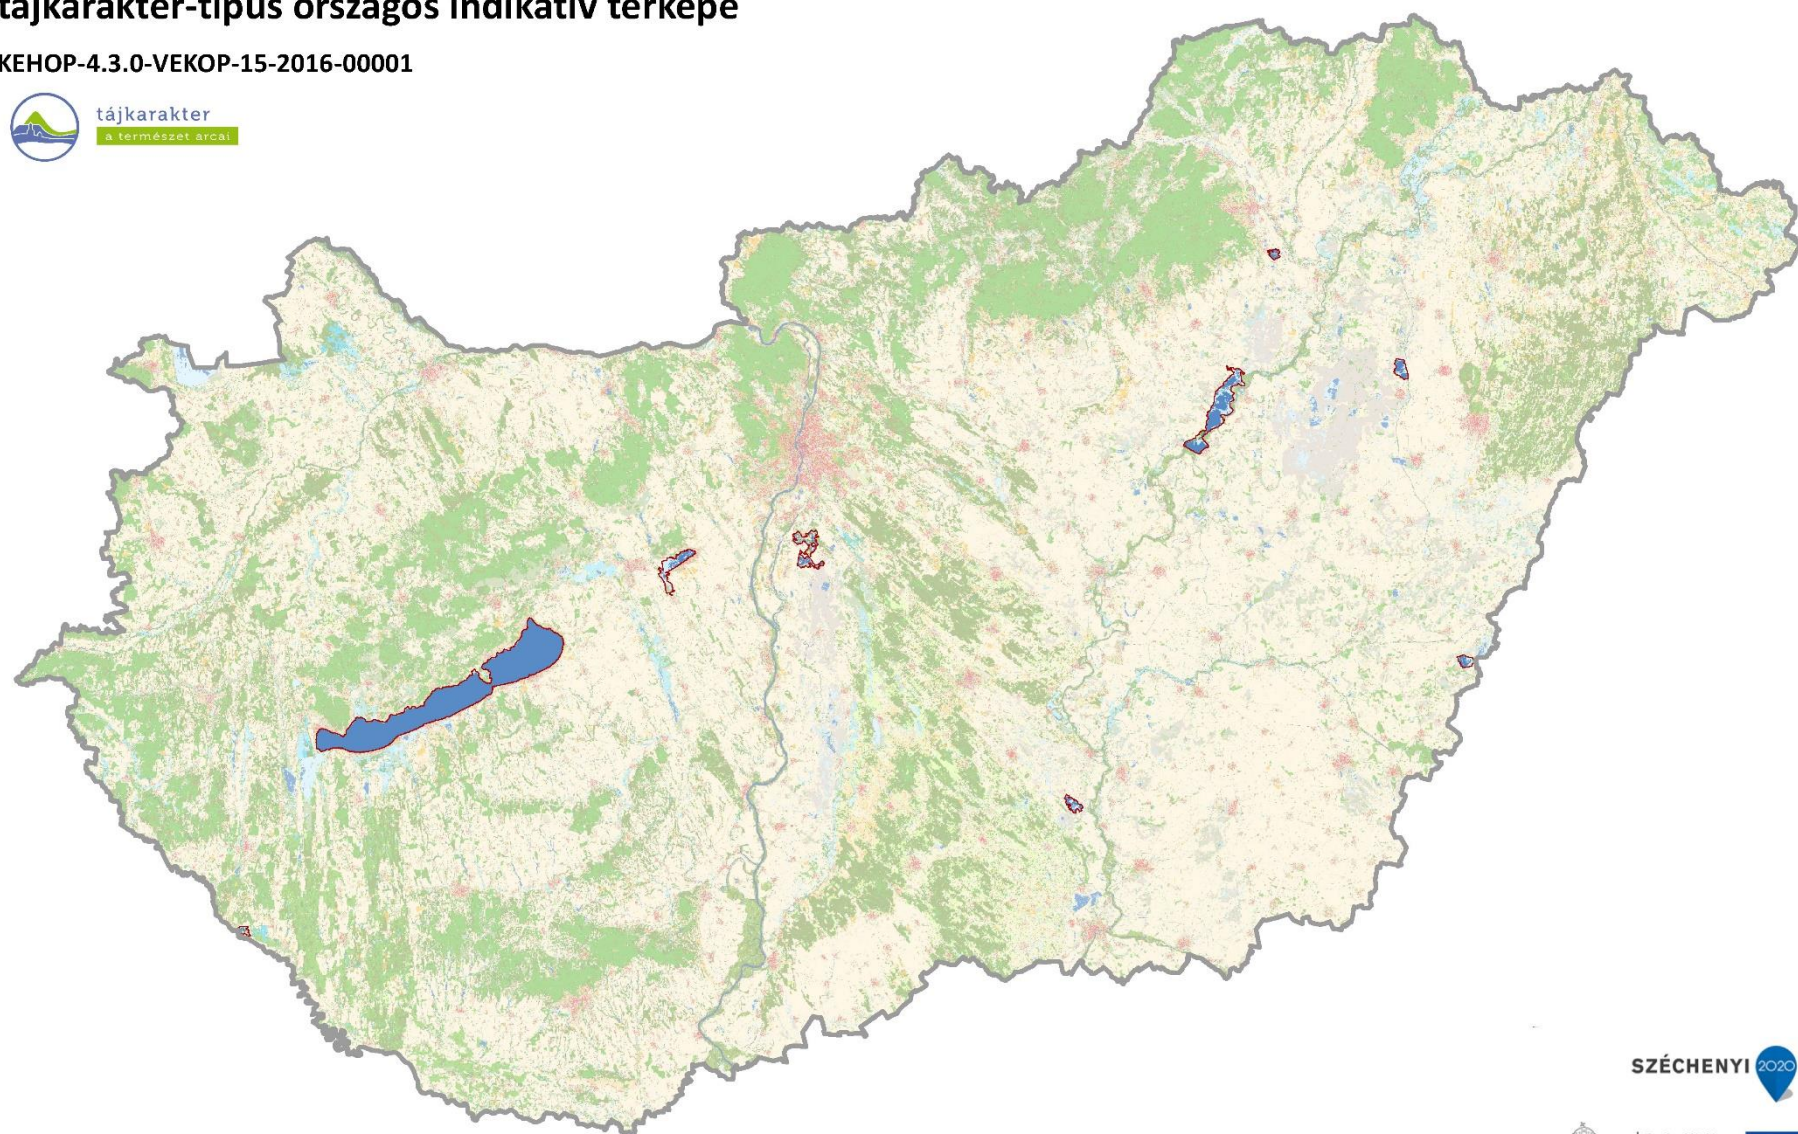 tájkarakter-típus országos indikatív térképe
KEHOP-4.3.0-VEKOP-15-2016-00001
tájkarakter
a természet arcai
SZÉCHENYI 2020